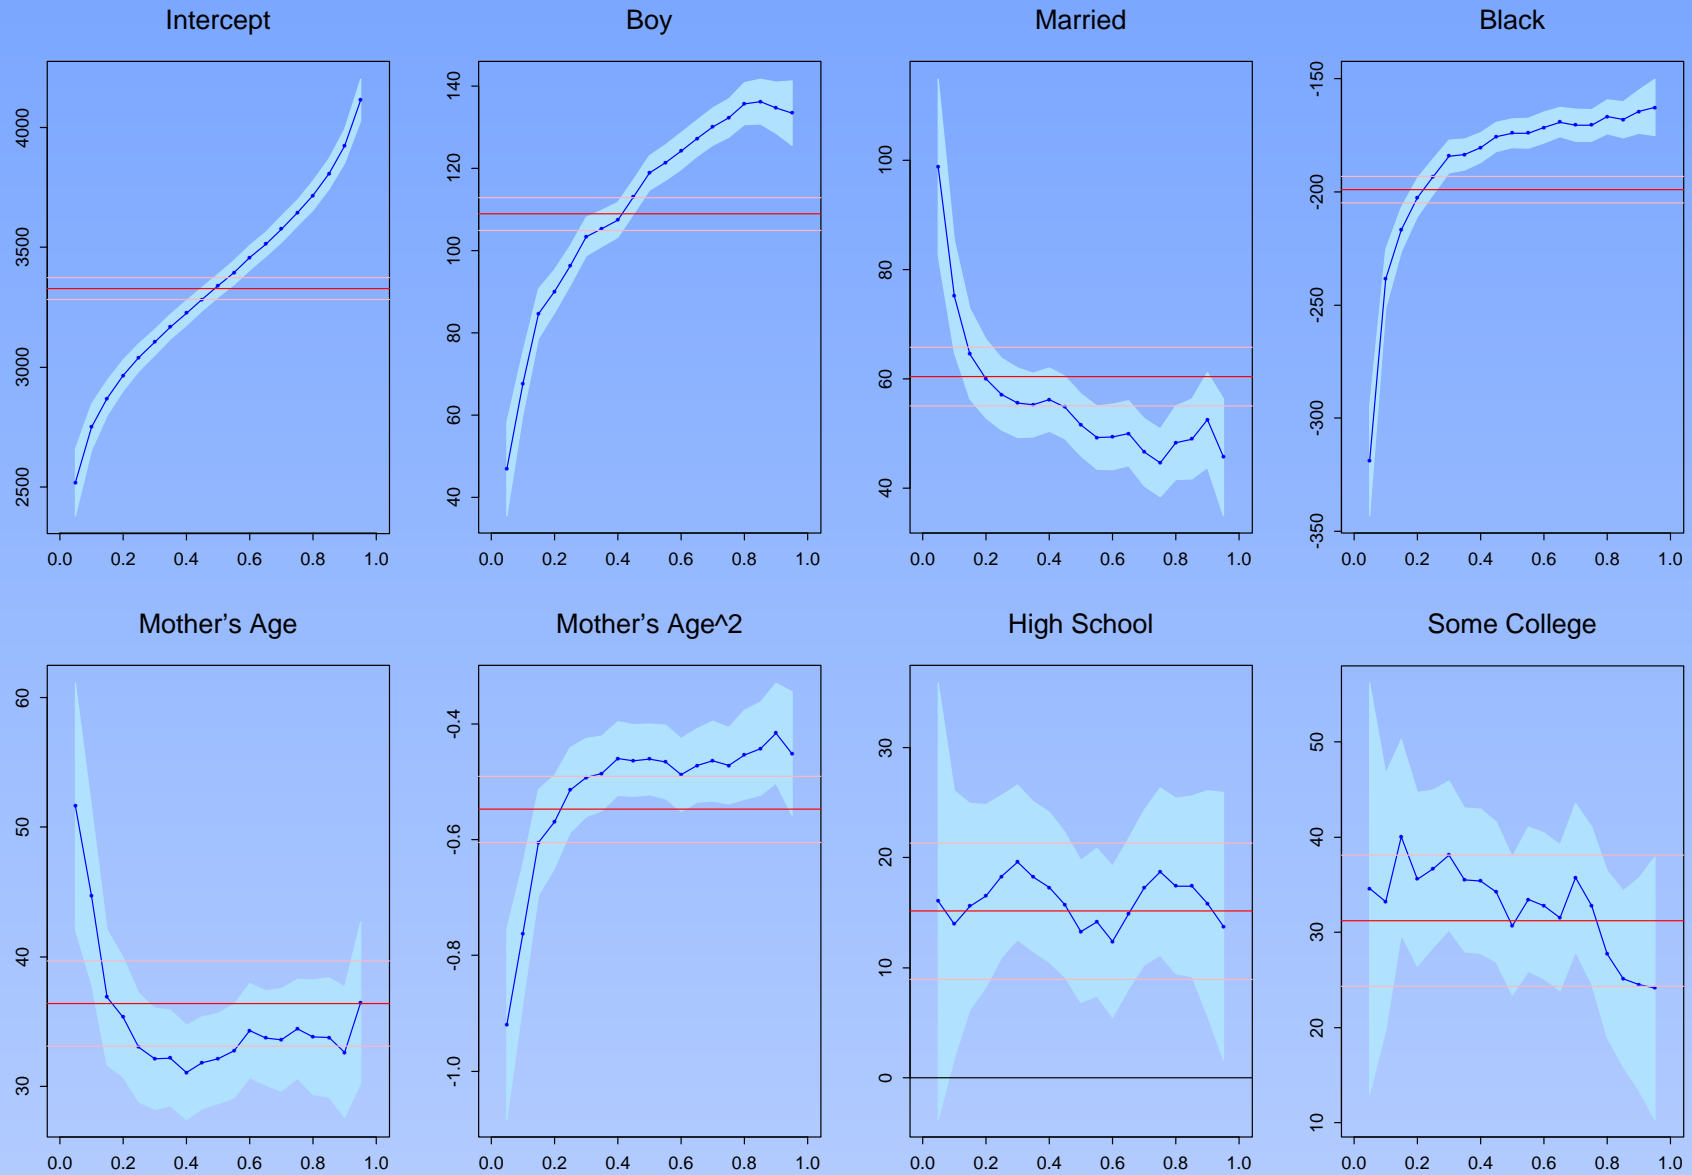 Intercept
4000
3500
3000
2500
0.0 0.2 0.4 0.6 0.8 1.0
Boy
140
120
100
80
60
40
0.0 0.2 0.4 0.6 0.8 1.0
Married
100
80
60
40
0.0 0.2 0.4 0.6 0.8 1.0
Black
-150
-200
-250
-300
-350
0.0 0.2 0.4 0.6 0.8 1.0
Mother’s Age
60
50
40
30
0.0 0.2 0.4 0.6 0.8 1.0
Mother’s Age^2
-0.4
-0.6
-0.8
-1.0
0.0 0.2 0.4 0.6 0.8 1.0
High School
30
20
10
0
0.0 0.2 0.4 0.6 0.8 1.0
Some College
50
40
30
20
10
0.0 0.2 0.4 0.6 0.8 1.0